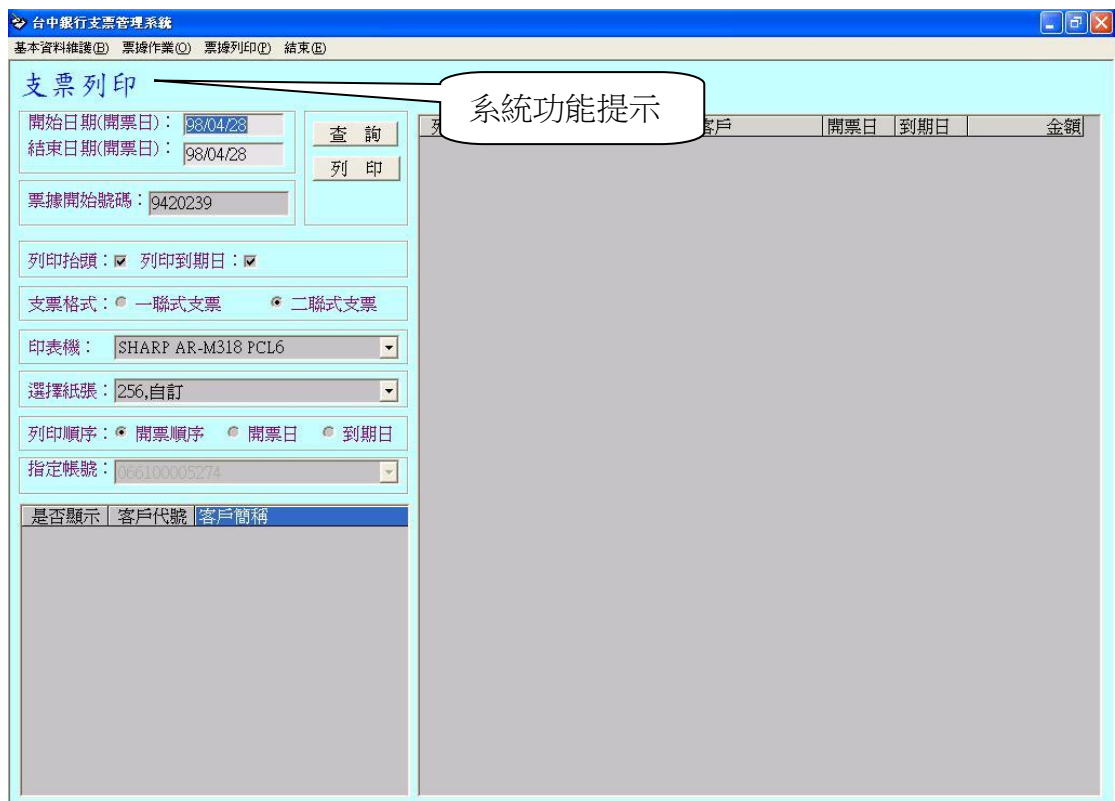 台中銀行支票管理系統
基本資料維護(B) 票據作業(O) 票據列印(P) 結束(E)
支票列印
系統功能提示
開始日期(開票日)： 98/04/28
結束日期(開票日)： 98/04/28
查 詢
列 印
票據開始號碼：9420239
列印抬頭： 列印到期日：
支票格式： 一聯式支票 二聯式支票
印表機： SHARP AR-M318 PCL6
選擇紙張：256,自訂
列印順序： 開票順序 開票日 到期日
指定帳號：066100005274
是否顯示 客戶代號 客戶簡稱
客戶 開票日 到期日 金額